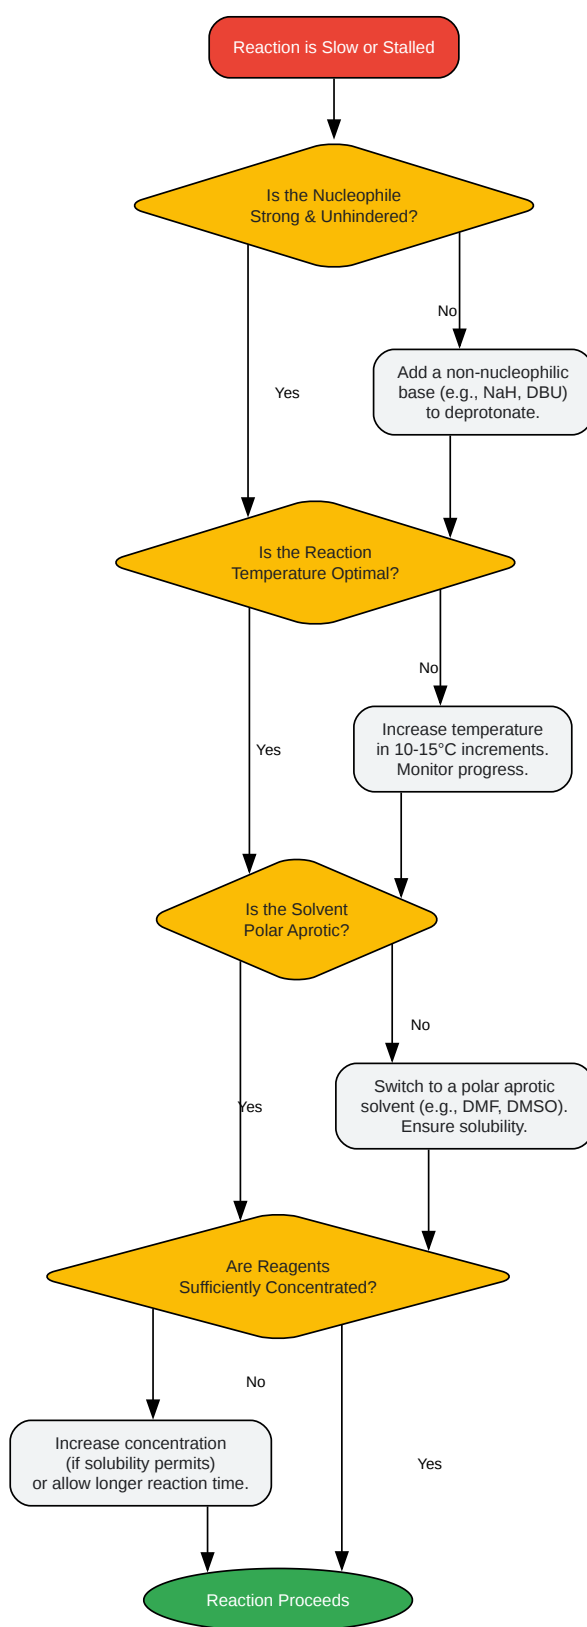 Reaction is Slow or Stalled
Is the Nucleophile
Strong & Unhindered?
No
Yes
Add a non-nucleophilic
base (e.g., NaH, DBU)
to deprotonate.
Is the Reaction
Temperature Optimal?
No
Yes
Increase temperature
in 10-15°C increments.
Monitor progress.
Is the Solvent
Polar Aprotic?
No
Yes
Switch to a polar aprotic
solvent (e.g., DMF, DMSO).
Ensure solubility.
Are Reagents
Sufficiently Concentrated?
No
Yes
Increase concentration
(if solubility permits)
or allow longer reaction time.
Reaction Proceeds